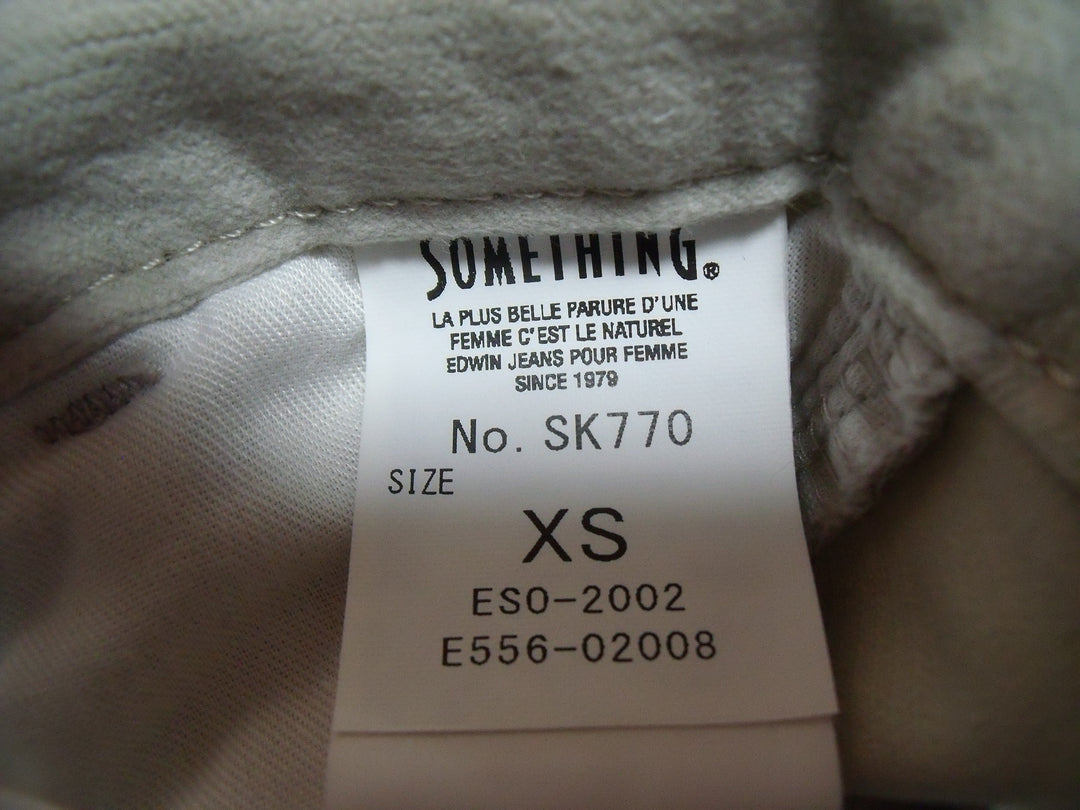 SOMETHING®
LA PLUS BELLE PARURE D'UNE
FEMME C'EST LE NATUREL
EDWIN JEANS POUR FEMME
SINCE 1979
No. SK770
SIZE
XS
ESO-2002
E556-02008